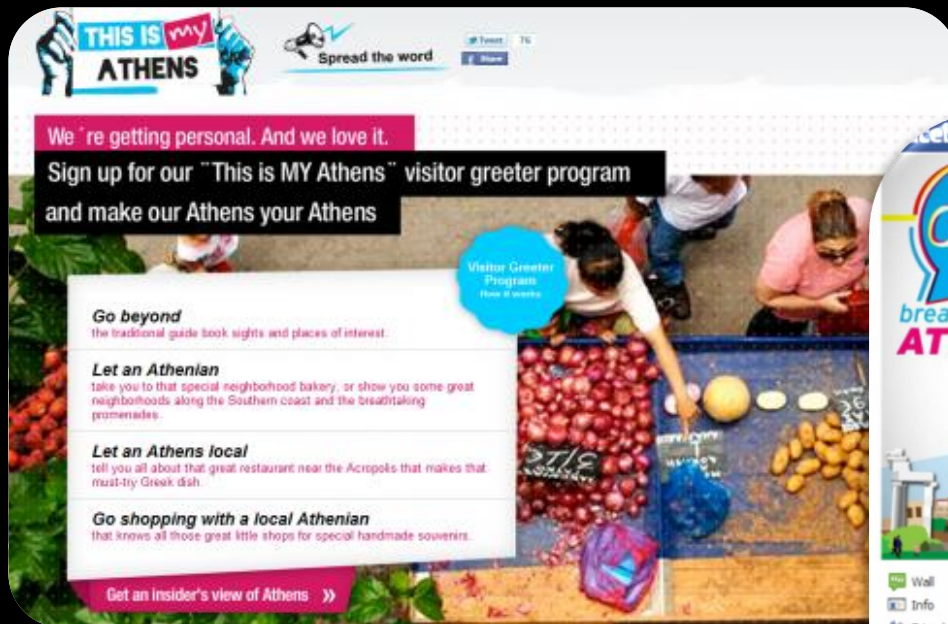 THIS IS my
ATHENS
Spread the word
Tweet 76
Share
We ´re getting personal. And we love it.
Sign up for our ¨This is MY Athens¨ visitor greeter program
and make our Athens your Athens
Visitor Greeter
Program
How it works
Go beyond
the traditional guide book sights and places of interest.
Let an Athenian
take you to that special neighborhood bakery, or show you some great
neighborhoods along the Southern coast and the breathtaking
promenades.
Let an Athens local
tell you all about that great restaurant near the Acropolis that makes that
must-try Greek dish.
Go shopping with a local Athenian
that knows all those great little shops for special handmade souvenirs.
Get an insider's view of Athens »
brea
AT
Wall
Info